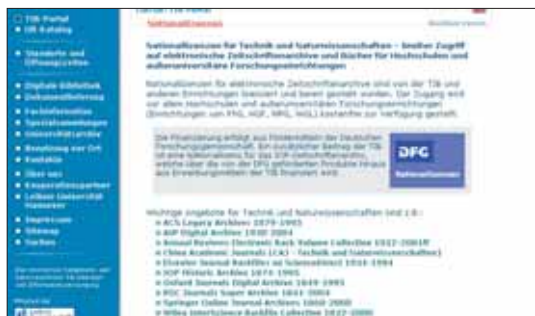 TIB Portal
UB Katalog
Standorte und
Öffnungszeiten
Digitale Bibliothek
Dokumentlieferung
Fachinformation
Spezialsammlungen
Universitätsarchiv
Benutzung vor Ort
Kontakte
Über uns
Kooperationspartner
Leibniz Universität
Hannover
Impressum
Sitemap
Suchen
Nationallizenzen
Nationallizenzen für Technik und Naturwissenschaften - breiter Zugriff
auf elektronische Zeitschriftenarchive und Bücher für Hochschulen und
außeruniversitäre Forschungseinrichtungen
Nationallizenzen für elektronische Zeitschriftenarchive sind von der TIB und
anderen Einrichtungen lizenziert und bereit gestellt worden. Der Zugang wird
vor allem Hochschulen und außeruniversitären Forschungseinrichtungen
(Einrichtungen von FhG, HGF, MPG, WGL) kostenfrei zur Verfügung gestellt.
Die Finanzierung erfolgt aus Fördermitteln der Deutschen
Forschungsgemeinschaft. Ein zusätzlicher Beitrag der TIB
ist eine Nationallizenz für das IOP-Zeitschriftenarchiv,
welche über die von der DFG geförderten Produkte hinaus
aus Erwerbungsmitteln der TIB finanziert wird.
DFG
Nationallizenzen
Wichtige Angebote für Technik und Naturwissenschaften sind z.B.:
ACS Legacy Archives 1879-1995
AIP Digital Archive 1930-2004
Annual Reviews Electronic Back Volume Collection 1932-
China Academic Journals (CAJ) - Technik und Naturwissenschaften
Elsevier Journal Backfiles on ScienceDirect 1994
IOP Historic Archive 1874-1995
Oxford Journals Digital Archive 1849-1995
RSC Journals Super Archive 1841-2004
Springer Online Journal Archives 1860-2000
Wiley InterScience Backfile Collection 1832-2000